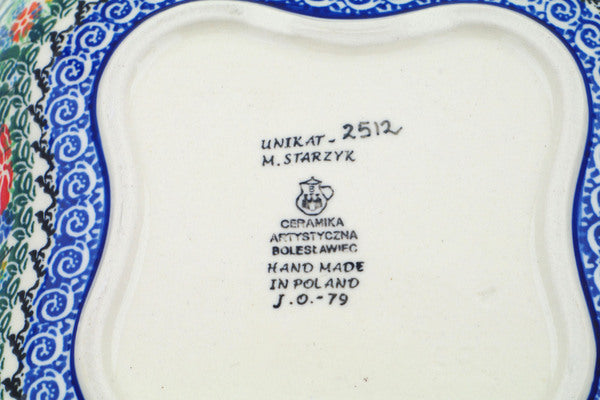 UNIKAT-2512
M. STARZYK
CERAMIKA
ARTYSTYCZNA
BOLESŁAWIEC
HAND MADE
IN POLAND
J.O.-79